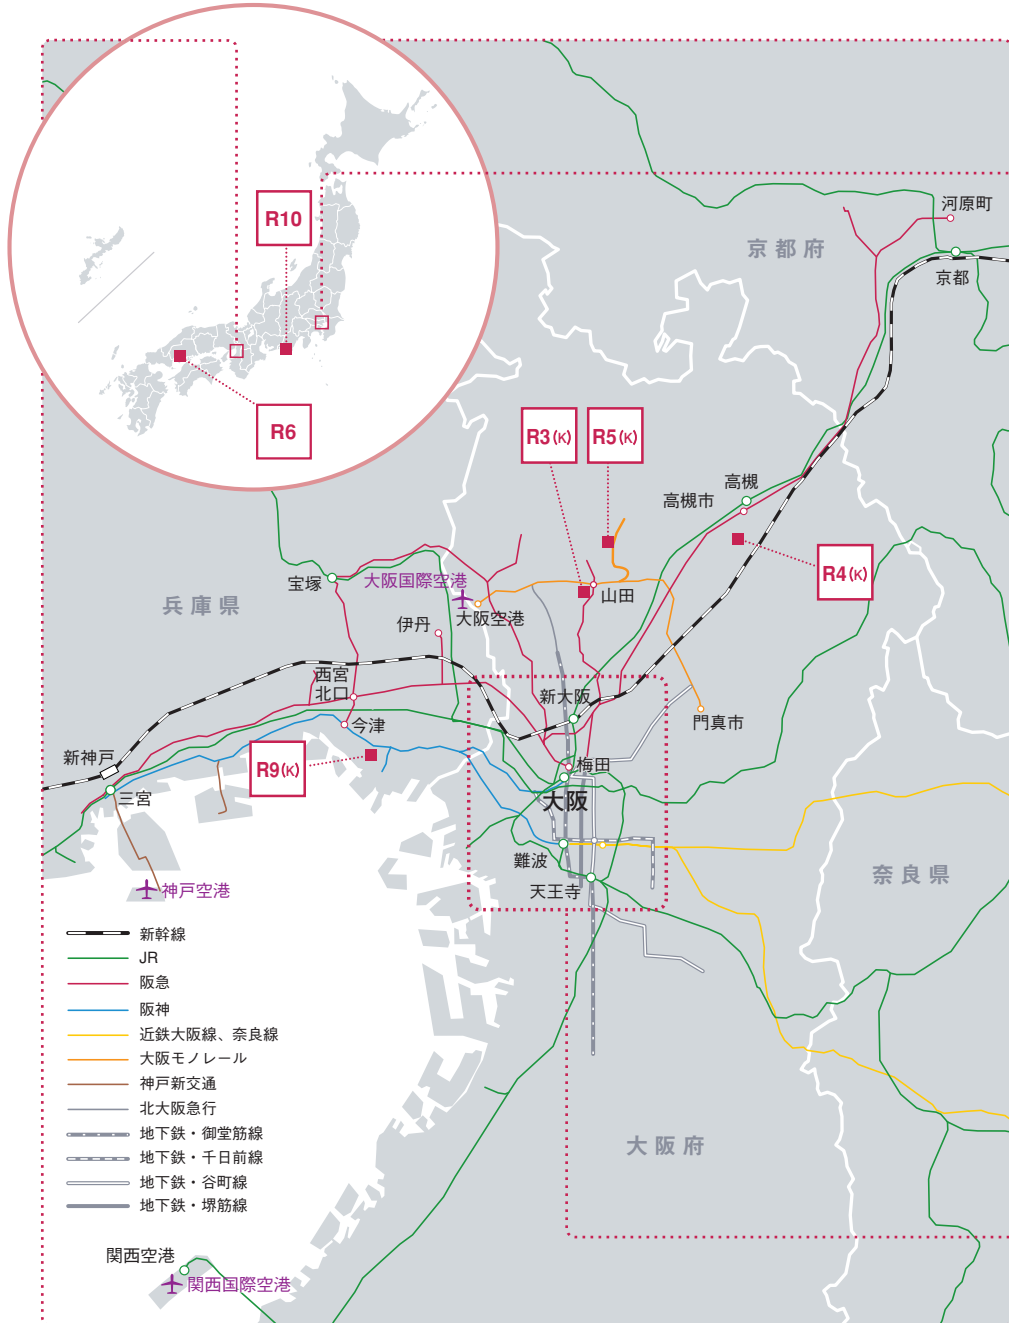 R10
R6
京都府
河原町
京都
R3(K)
R5(K)
高槻
高槻市
R4(K)
宝塚
大阪国際空港
山田
兵庫県
伊丹
大阪空港
西宮
北口
新大阪
今津
門真市
新神戸
R9(K)
梅田
三宮
大阪
難波
天王寺
奈良県
神戸空港
新幹線
JR
阪急
阪神
近鉄大阪線、奈良線
大阪モノレール
神戸新交通
北大阪急行
地下鉄・御堂筋線
地下鉄・千日前線
地下鉄・谷町線
地下鉄・堺筋線
大阪府
関西空港
関西国際空港